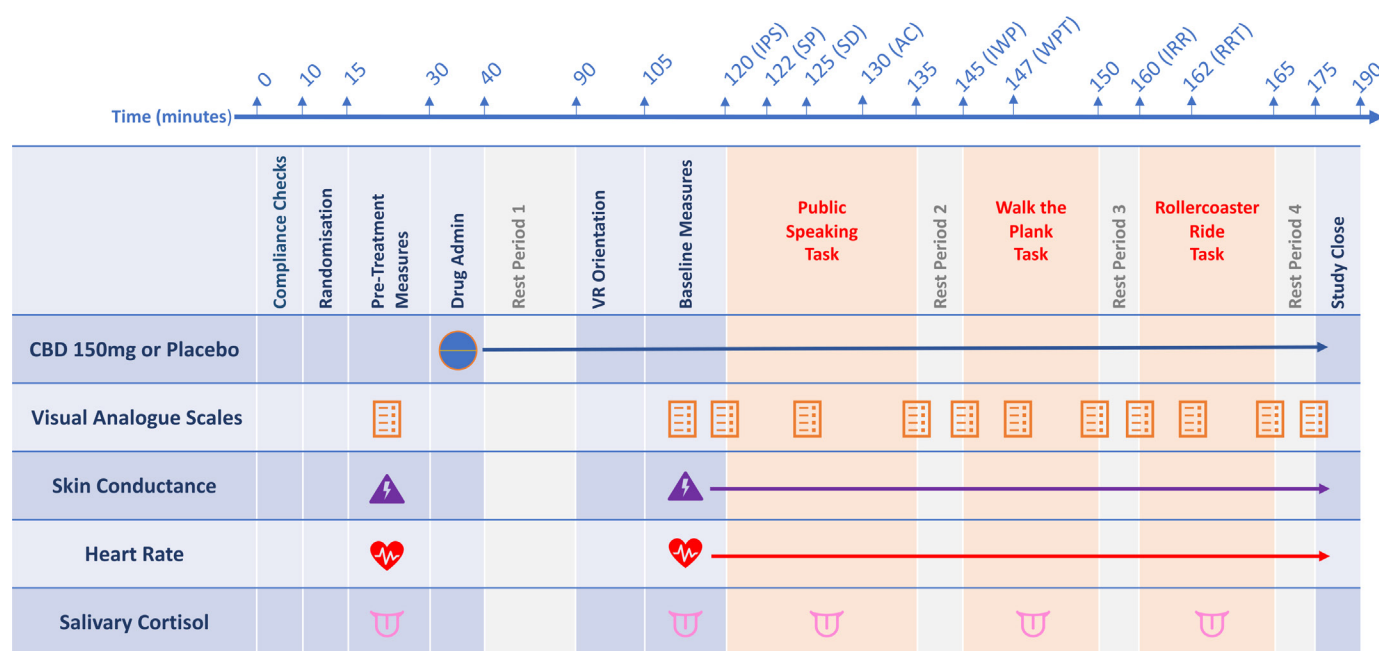 Time (minutes)
0
10
15
30
40
90
105
120 (IPS)
122 (SP)
125 (SD)
130 (AC)
135
145 (IWP)
147 (WPT)
150
160 (IRR)
162 (RRT)
165
175
190
Compliance Checks
Randomisation
Pre-Treatment
Measures
Drug Admin
Rest Period 1
VR Orientation
Baseline Measures
Public
Speaking
Task
Rest Period 2
Walk the
Plank
Task
Rest Period 3
Rollercoaster
Ride
Task
Rest Period 4
Study Close
CBD 150mg or Placebo
Visual Analogue Scales
Skin Conductance
Heart Rate
Salivary Cortisol